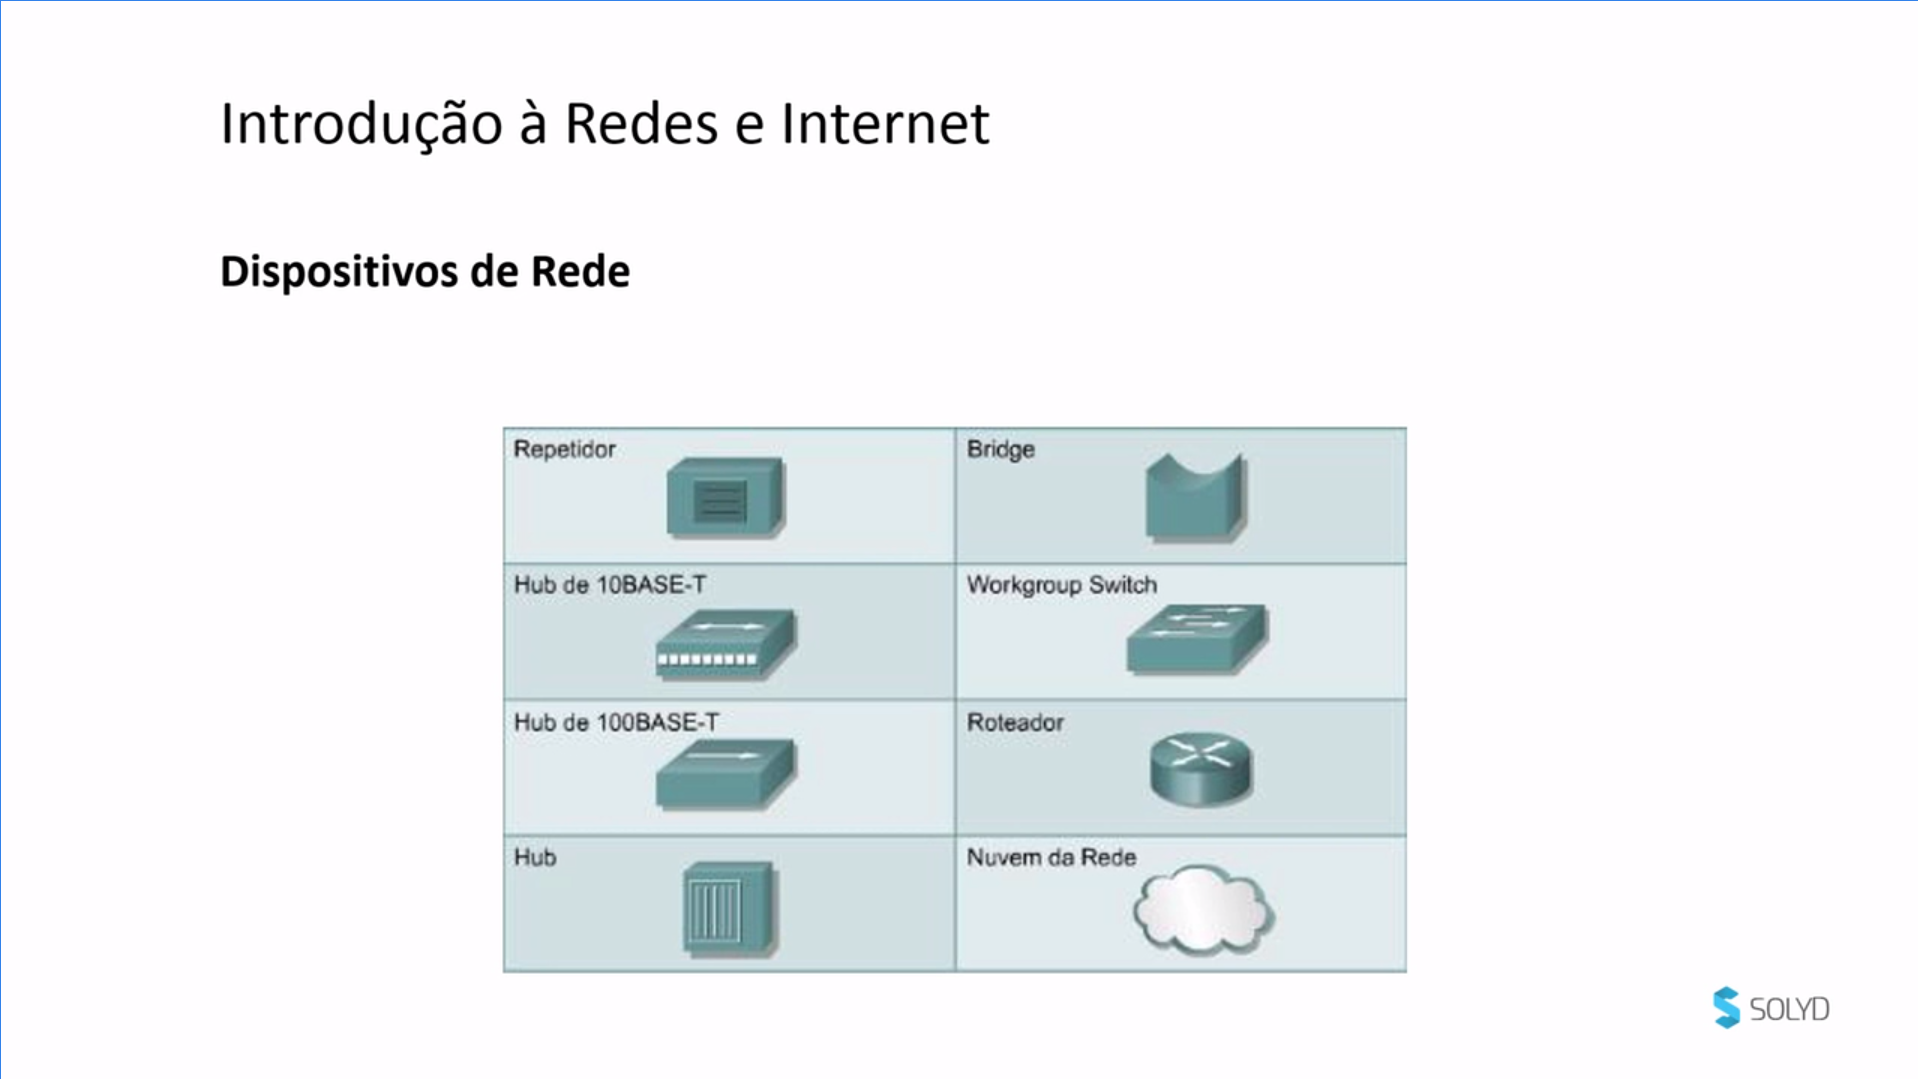 Introdução à Redes e Internet
Dispositivos de Rede
Repetidor
Bridge
Hub de 10BASE-T
Workgroup Switch
Hub de 100BASE-T
Roteador
Hub
Nuvem da Rede
SOLYD